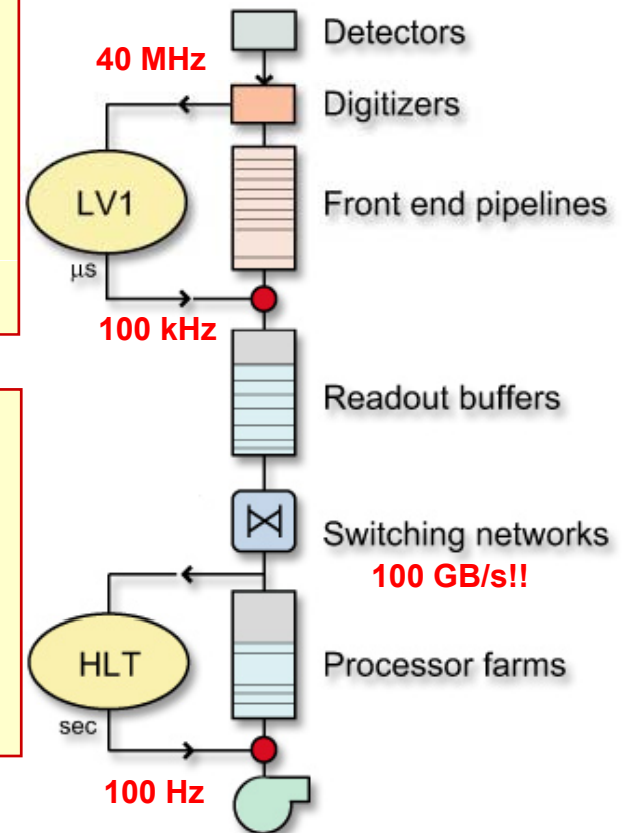 Detectors
40 MHz
Digitizers
LV1
Front end pipelines
µs
100 kHz
Readout buffers
Switching networks
100 GB/s!!
HLT
Processor farms
sec
100 Hz